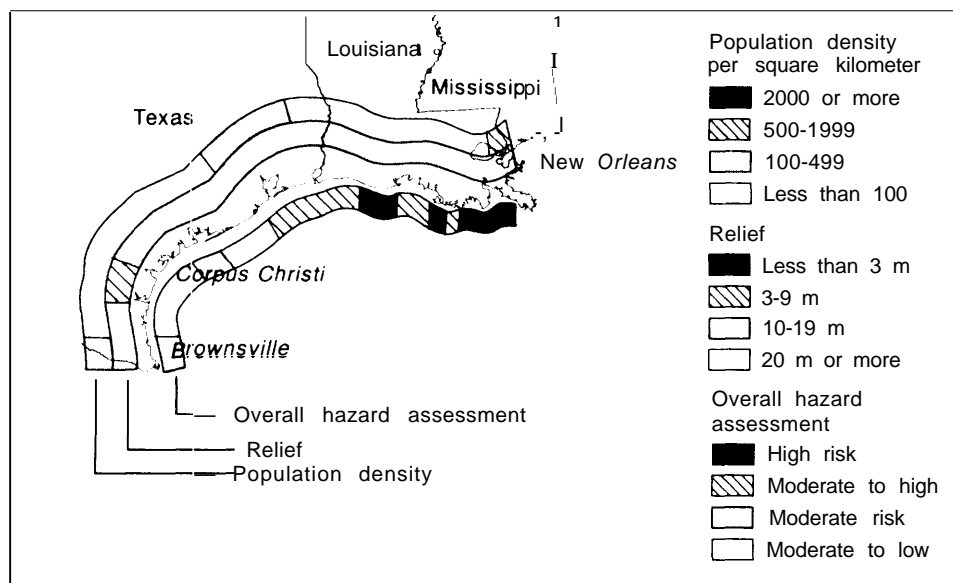 Louisiana
Mississippi
Texas
New Orleans
Corpus Christi
Brownsville
Overall hazard assessment
Relief
Population density
Population density
per square kilometer
2000 or more
500-1999
100-499
Less than 100
Relief
Less than 3 m
3-9 m
10-19 m
20 m or more
Overall hazard
assessment
High risk
Moderate to high
Moderate risk
Moderate to low